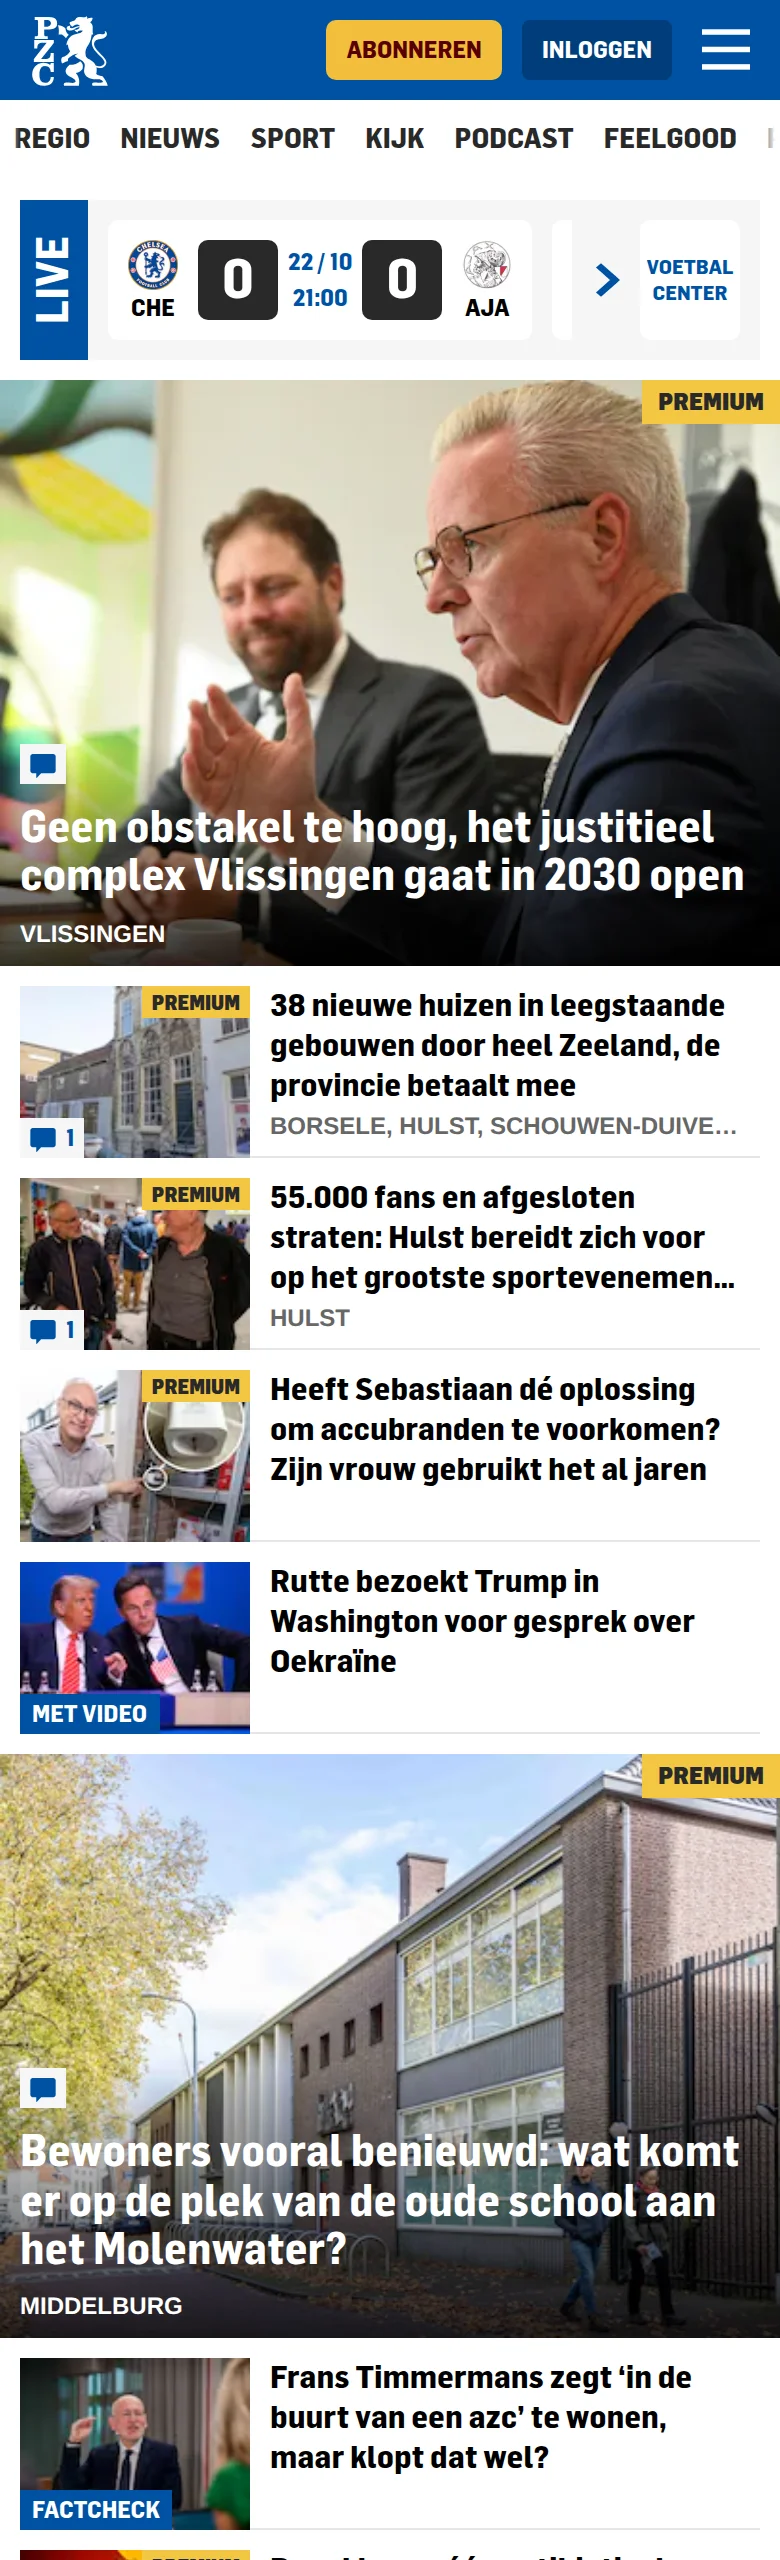 PZC
ABONNEREN
INLOGGEN
REGIO NIEUWS SPORT KIJK PODCAST FEELGOOD
LIVE
CHELSEA
FOOTBALL CLUB
CHE
0
22 / 10
21:00
0
AJAX
AJA
VOETBAL
CENTER
PREMIUM
Geen obstakel te hoog, het justitieel
complex Vlissingen gaat in 2030 open
VLISSINGEN
PREMIUM
1
38 nieuwe huizen in leegstaande
gebouwen door heel Zeeland, de
provincie betaalt mee
BORSELE, HULST, SCHOUWEN-DUIVE…
PREMIUM
1
55.000 fans en afgesloten
straten: Hulst bereidt zich voor
op het grootste sportevenemen...
HULST
PREMIUM
Heeft Sebastiaan dé oplossing
om accubranden te voorkomen?
Zijn vrouw gebruikt het al jaren
MET VIDEO
Rutte bezoekt Trump in
Washington voor gesprek over
Oekraïne
PREMIUM
Bewoners vooral benieuwd: wat komt
er op de plek van de oude school aan
het Molenwater?
MIDDELBURG
FACTCHECK
Frans Timmermans zegt ‘in de
buurt van een azc’ te wonen,
maar klopt dat wel?
PREMIUM